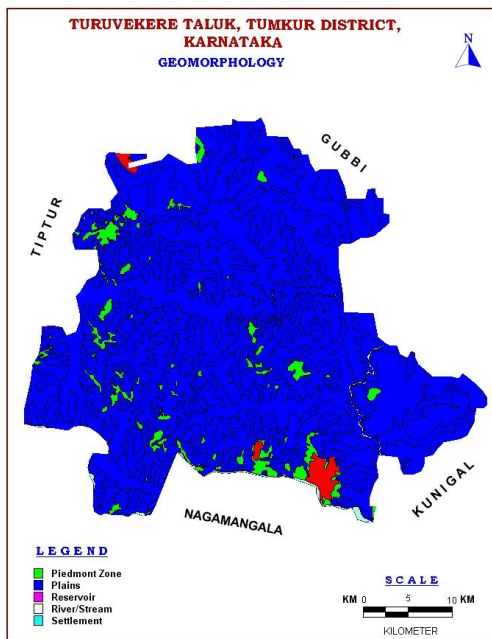 TURUVEKERE TALUK, TUMKUR DISTRICT,
KARNATAKA
GEOMORPHOLOGY
N
GUBBI
TIPTUR
KUNIGAL
NAGAMANGALA
LEGEND
Piedmont Zone
Plains
Reservoir
River/Stream
Settlement
SCALE
KM 0 5 10 KM
KILOMETER